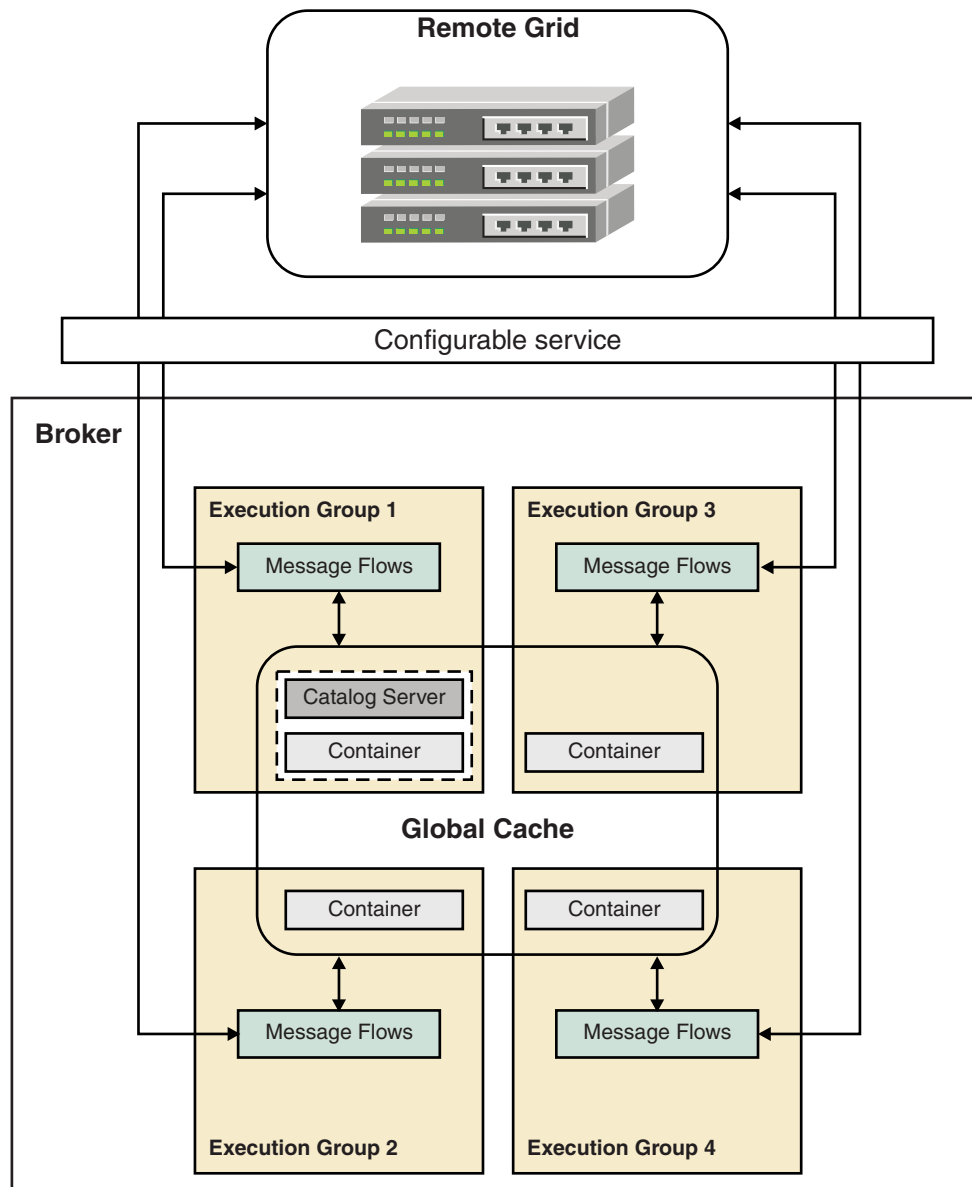 Remote Grid
Configurable service
Broker
Execution Group 1
Execution Group 3
Message Flows
Message Flows
Catalog Server
Container
Container
Global Cache
Container
Container
Message Flows
Message Flows
Execution Group 2
Execution Group 4